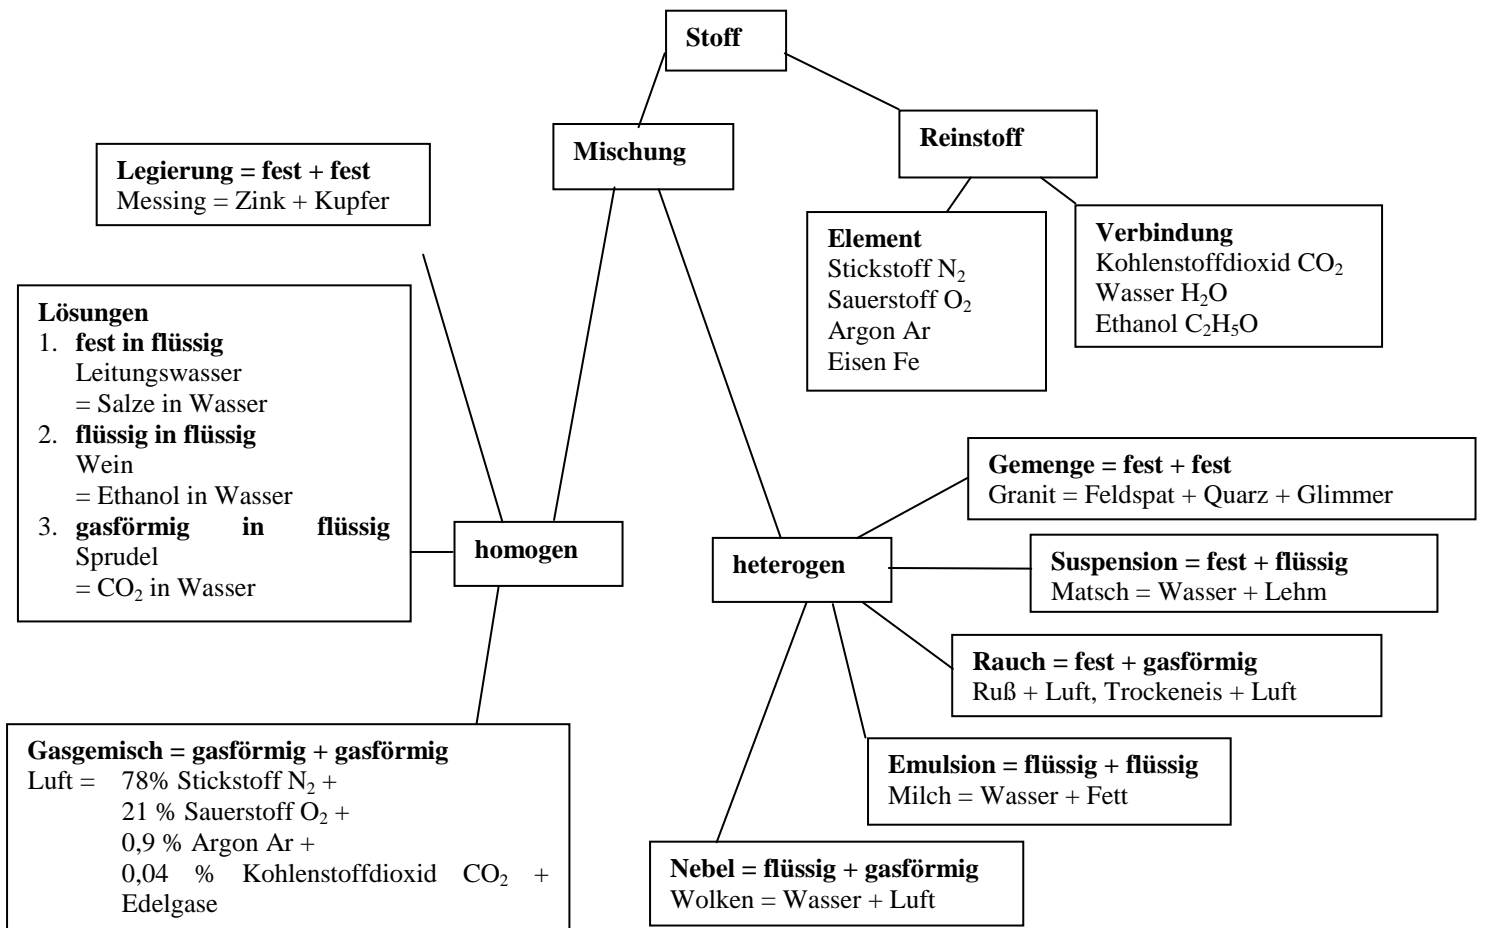 Stoff
Mischung
Reinstoff
Legierung = fest + fest
Messing = Zink + Kupfer
Element
Stickstoff N₂
Sauerstoff O₂
Argon Ar
Eisen Fe
Verbindung
Kohlenstoffdioxid CO₂
Wasser H₂O
Ethanol C₂H₅O
Lösungen
1. fest in flüssig
Leitungswasser
= Salze in Wasser
2. flüssig in flüssig
Wein
= Ethanol in Wasser
3. gasförmig in flüssig
Sprudel
= CO₂ in Wasser
homogen
heterogen
Gemenge = fest + fest
Granit = Feldspat + Quarz + Glimmer
Suspension = fest + flüssig
Matsch = Wasser + Lehm
Rauch = fest + gasförmig
Ruß + Luft, Trockeneis + Luft
Emulsion = flüssig + flüssig
Milch = Wasser + Fett
Nebel = flüssig + gasförmig
Wolken = Wasser + Luft
Gasgemisch = gasförmig + gasförmig
Luft = 78% Stickstoff N₂ +
21 % Sauerstoff O₂ +
0,9 % Argon Ar +
0,04 % Kohlenstoffdioxid CO₂ +
Edelgase